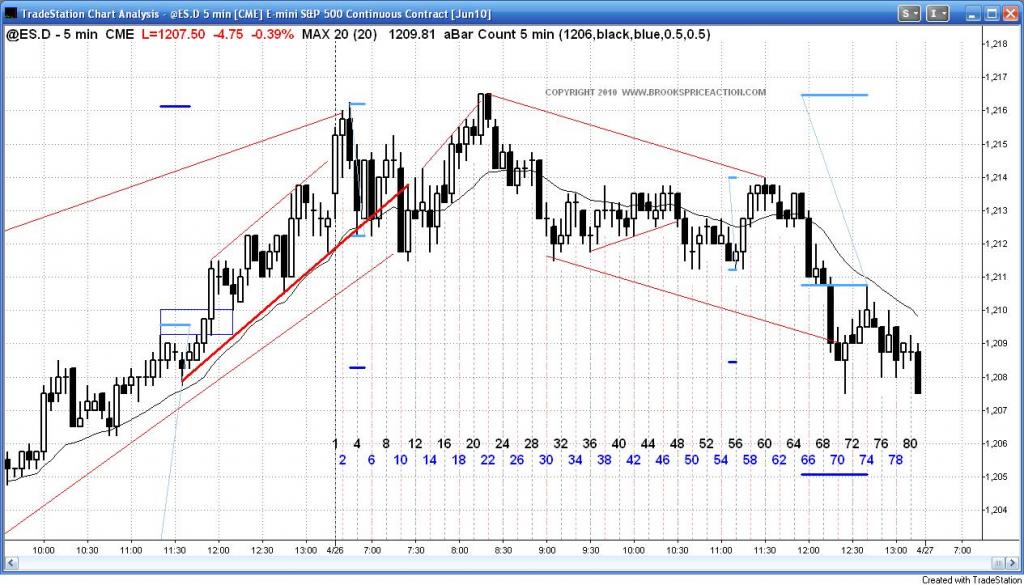 TradeStation Chart Analysis - @ES.D 5 min [CME] E-mini S&P 500 Continuous Contract [Jun10]
S I
@ES.D - 5 min CME L=1207.50 -4.75 -0.39% MAX 20 (20) 1209.81 aBar Count 5 min (1206,black,blue,0.5,0.5)
COPYRIGHT 2010 WWW.BROOKSPRICEACTION.COM
1,218
1,217
1,216
1,215
1,214
1,213
1,212
1,211
1,210
1,209
1,208
1,207
1,206
1,205
1,204
1 4 8 12 16 20 24 28 32 36 40 44 48 52 56 60 64 68 72 76 80
2 6 10 14 18 22 26 30 34 38 42 46 50 54 58 62 66 70 74 78
10:00 10:30 11:00 11:30 12:00 12:30 13:00 4/26 7:00 7:30 8:00 8:30 9:00 9:30 10:00 10:30 11:00 11:30 12:00 12:30 13:00 4/27 7:00
Created with TradeStation